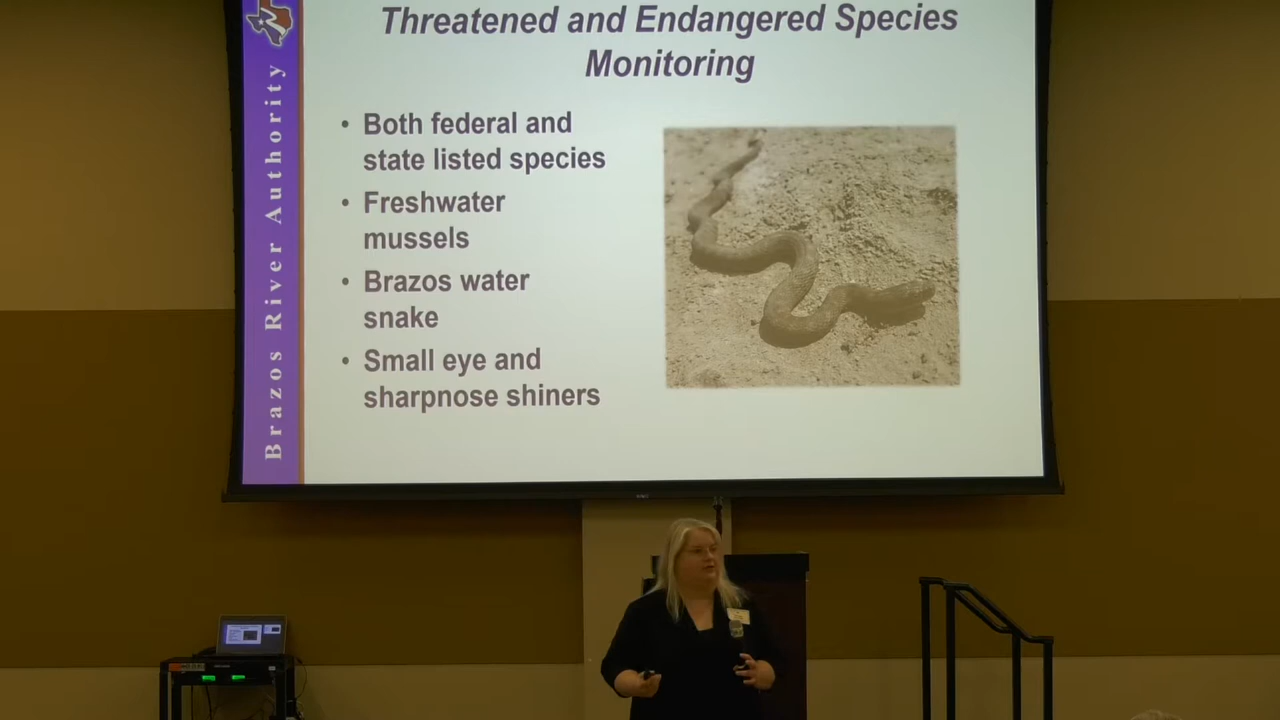 Threatened and Endangered Species
Monitoring
• Both federal and
state listed species
• Freshwater
mussels
• Brazos water
snake
• Small eye and
sharpnose shiners
Brazos River Authority